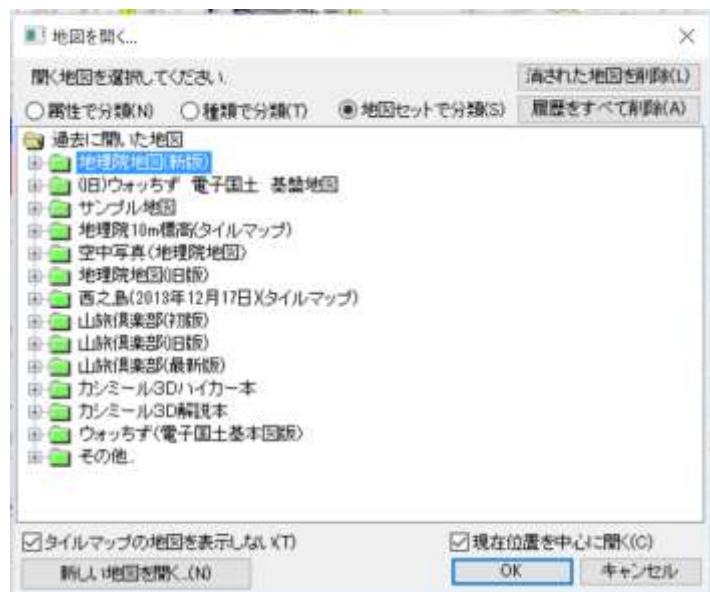 地図を開く...
開く地図を選択してください.
消された地図を削除(L)
属性で分類(N) 種類で分類(T) 地図セットで分類(S)
履歴をすべて削除(A)
過去に開いた地図
地理院地図(新版)
(旧)ウォッちず 電子国土 基盤地図
サンプル地図
地理院10m標高(タイルマップ)
空中写真(地理院地図)
地理院地図(旧版)
西之島(2013年12月17日)(タイルマップ)
山旅倶楽部(初版)
山旅倶楽部(旧版)
山旅倶楽部(最新版)
カシミール3Dハイカー本
カシミール3D解説本
ウォッちず(電子国土基本図版)
その他.
タイルマップの地図を表示しない(T)
現在位置を中心に開く(C)
新しい地図を開く..(N)
OK
キャンセル